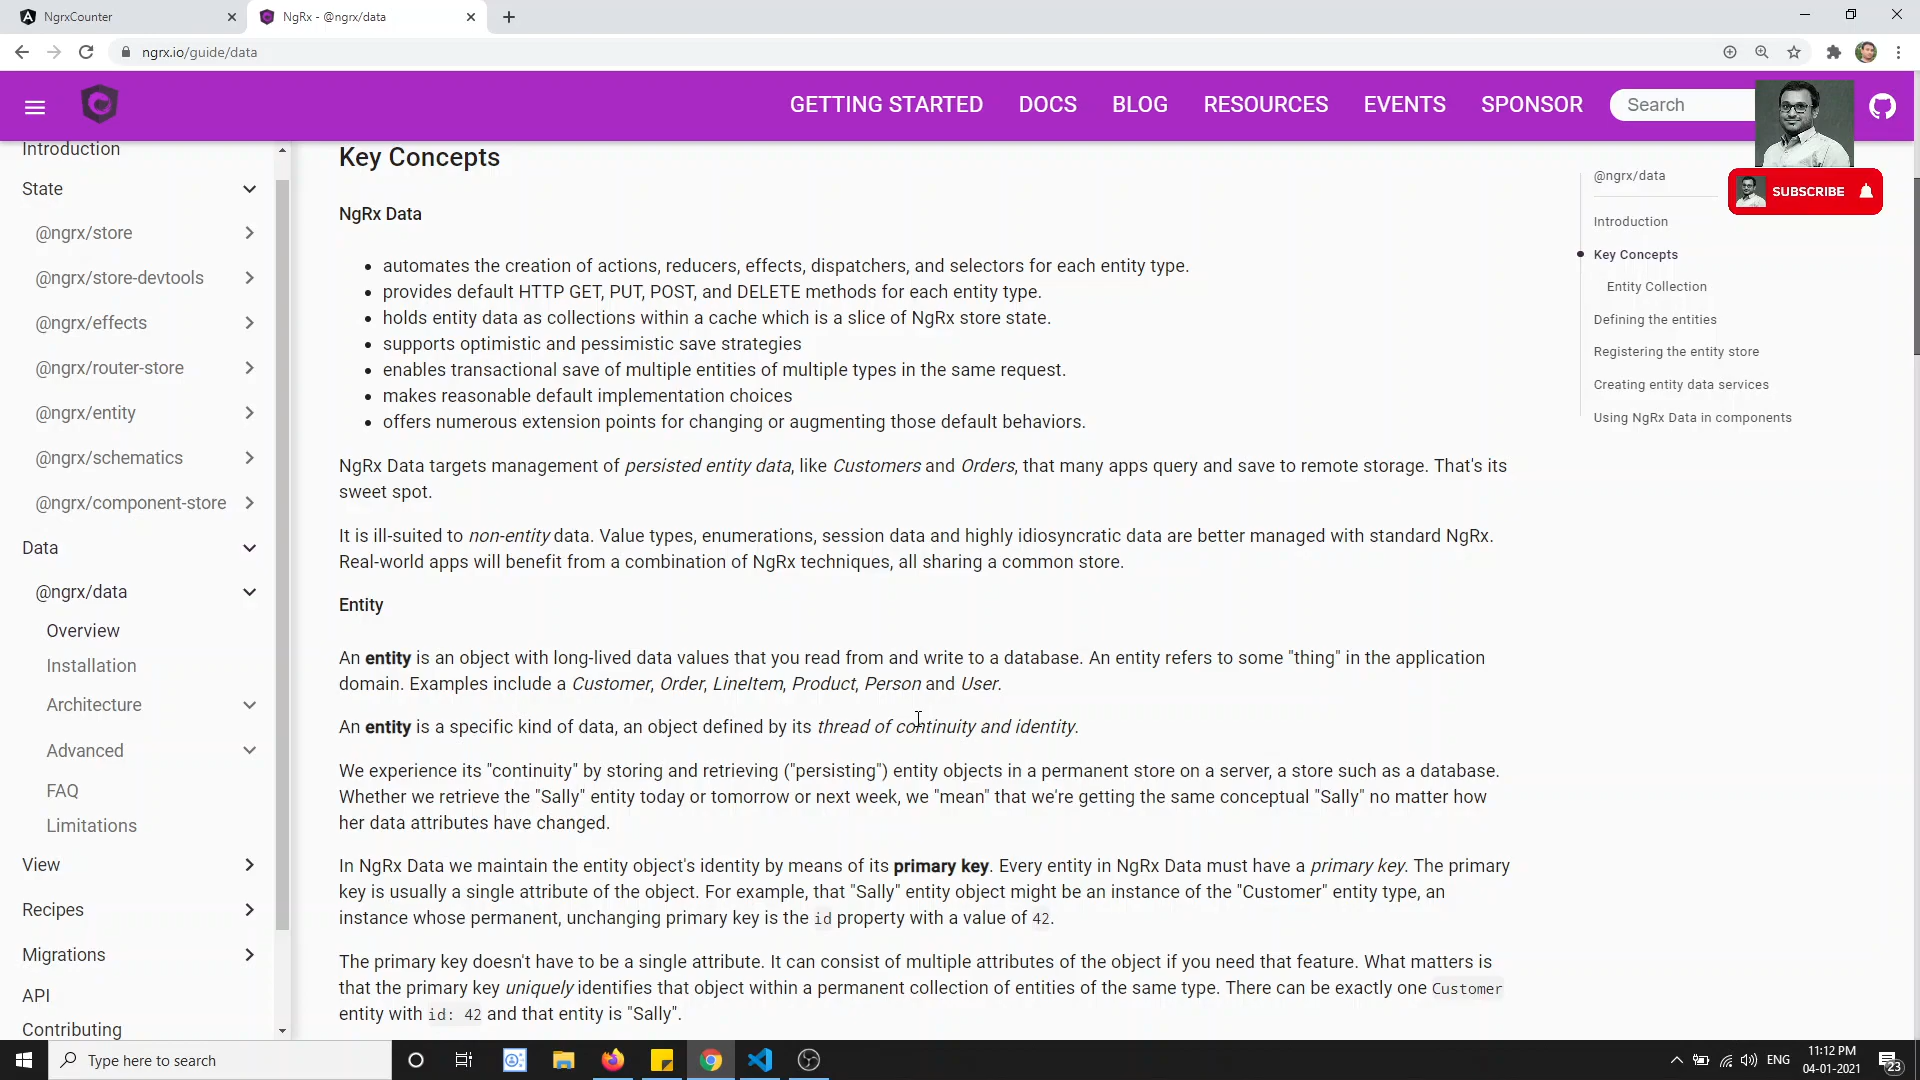 NgrxCounter
NgRx - @ngrx/data
ngrx.io/guide/data
GETTING STARTED
DOCS
BLOG
RESOURCES
EVENTS
SPONSOR
Search
SUBSCRIBE
Introduction
State
@ngrx/store
@ngrx/store-devtools
@ngrx/effects
@ngrx/router-store
@ngrx/entity
@ngrx/schematics
@ngrx/component-store
Data
@ngrx/data
Overview
Installation
Architecture
Advanced
FAQ
Limitations
View
Recipes
Migrations
API
Contributing
Key Concepts
NgRx Data
automates the creation of actions, reducers, effects, dispatchers, and selectors for each entity type.
provides default HTTP GET, PUT, POST, and DELETE methods for each entity type.
holds entity data as collections within a cache which is a slice of NgRx store state.
supports optimistic and pessimistic save strategies
enables transactional save of multiple entities of multiple types in the same request.
makes reasonable default implementation choices
offers numerous extension points for changing or augmenting those default behaviors.
NgRx Data targets management of persisted entity data, like Customers and Orders, that many apps query and save to remote storage. That's its
sweet spot.
It is ill-suited to non-entity data. Value types, enumerations, session data and highly idiosyncratic data are better managed with standard NgRx.
Real-world apps will benefit from a combination of NgRx techniques, all sharing a common store.
Entity
An entity is an object with long-lived data values that you read from and write to a database. An entity refers to some "thing" in the application
domain. Examples include a Customer, Order, LineItem, Product, Person and User.
An entity is a specific kind of data, an object defined by its thread of continuity and identity.
We experience its "continuity" by storing and retrieving ("persisting") entity objects in a permanent store on a server, a store such as a database.
Whether we retrieve the "Sally" entity today or tomorrow or next week, we "mean" that we're getting the same conceptual "Sally" no matter how
her data attributes have changed.
In NgRx Data we maintain the entity object's identity by means of its primary key. Every entity in NgRx Data must have a primary key. The primary
key is usually a single attribute of the object. For example, that "Sally" entity object might be an instance of the "Customer" entity type, an
instance whose permanent, unchanging primary key is the id property with a value of 42.
The primary key doesn't have to be a single attribute. It can consist of multiple attributes of the object if you need that feature. What matters is
that the primary key uniquely identifies that object within a permanent collection of entities of the same type. There can be exactly one Customer
entity with id: 42 and that entity is "Sally".
@ngrx/data
Introduction
Key Concepts
Entity Collection
Defining the entities
Registering the entity store
Creating entity data services
Using NgRx Data in components
Type here to search
ENG
11:12 PM
04-01-2021
23